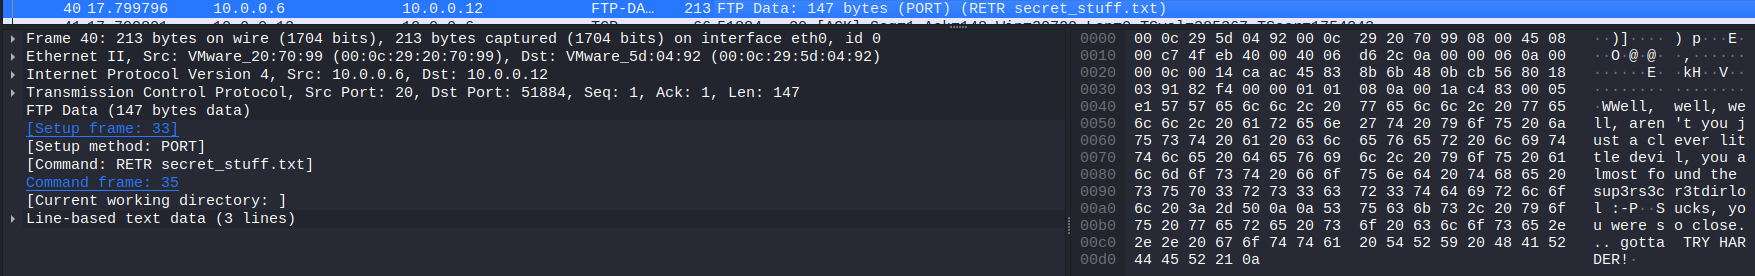 40 17.799796 10.0.0.6 10.0.0.12 FTP-DA… 213 FTP Data: 147 bytes (PORT) (RETR secret_stuff.txt)
Frame 40: 213 bytes on wire (1704 bits), 213 bytes captured (1704 bits) on interface eth0, id 0
Ethernet II, Src: VMware_20:70:99 (00:0c:29:20:70:99), Dst: VMware_5d:04:92 (00:0c:29:5d:04:92)
Internet Protocol Version 4, Src: 10.0.0.6, Dst: 10.0.0.12
Transmission Control Protocol, Src Port: 20, Dst Port: 51884, Seq: 1, Ack: 1, Len: 147
FTP Data (147 bytes data)
[Setup frame: 33]
[Setup method: PORT]
[Command: RETR secret_stuff.txt]
Command frame: 35
[Current working directory: ]
Line-based text data (3 lines)
0000 00 0c 29 5d 04 92 00 0c 29 20 70 99 08 00 45 08 ··)]···· ) p···E·
0010 00 c7 4f eb 40 00 40 06 d6 2c 0a 00 00 06 0a 00 ··O·@·@· ·,······
0020 00 0c 00 14 ca ac 45 83 8b 6b 48 0b cb 56 80 18 ······E· ·kH··V··
0030 03 91 82 f4 00 00 01 01 08 0a 00 1a c4 83 00 05 ········ ········
0040 e1 57 57 65 6c 6c 2c 20 77 65 6c 6c 2c 20 77 65 ·WWell, well, we
0050 6c 6c 2c 20 61 72 65 6e 27 74 20 79 6f 75 20 6a ll, aren 't you j
0060 75 73 74 20 61 20 63 6c 65 76 65 72 20 6c 69 74 ust a cl ever lit
0070 74 6c 65 20 64 65 76 69 6c 2c 20 79 6f 75 20 61 tle devi l, you a
0080 6c 6d 6f 73 74 20 66 6f 75 6e 64 20 74 68 65 20 lmost fo und the
0090 73 75 70 33 72 73 33 63 72 33 74 64 69 72 6c 6f sup3rs3c r3tdirlo
00a0 6c 20 3a 2d 50 0a 0a 53 75 63 6b 73 2c 20 79 6f l :-P··S ucks, yo
00b0 75 20 77 65 72 65 20 73 6f 20 63 6c 6f 73 65 2e u were s o close.
00c0 2e 2e 20 67 6f 74 74 61 20 54 52 59 20 48 41 52 .. gotta TRY HAR
00d0 44 45 52 21 0a DER!·